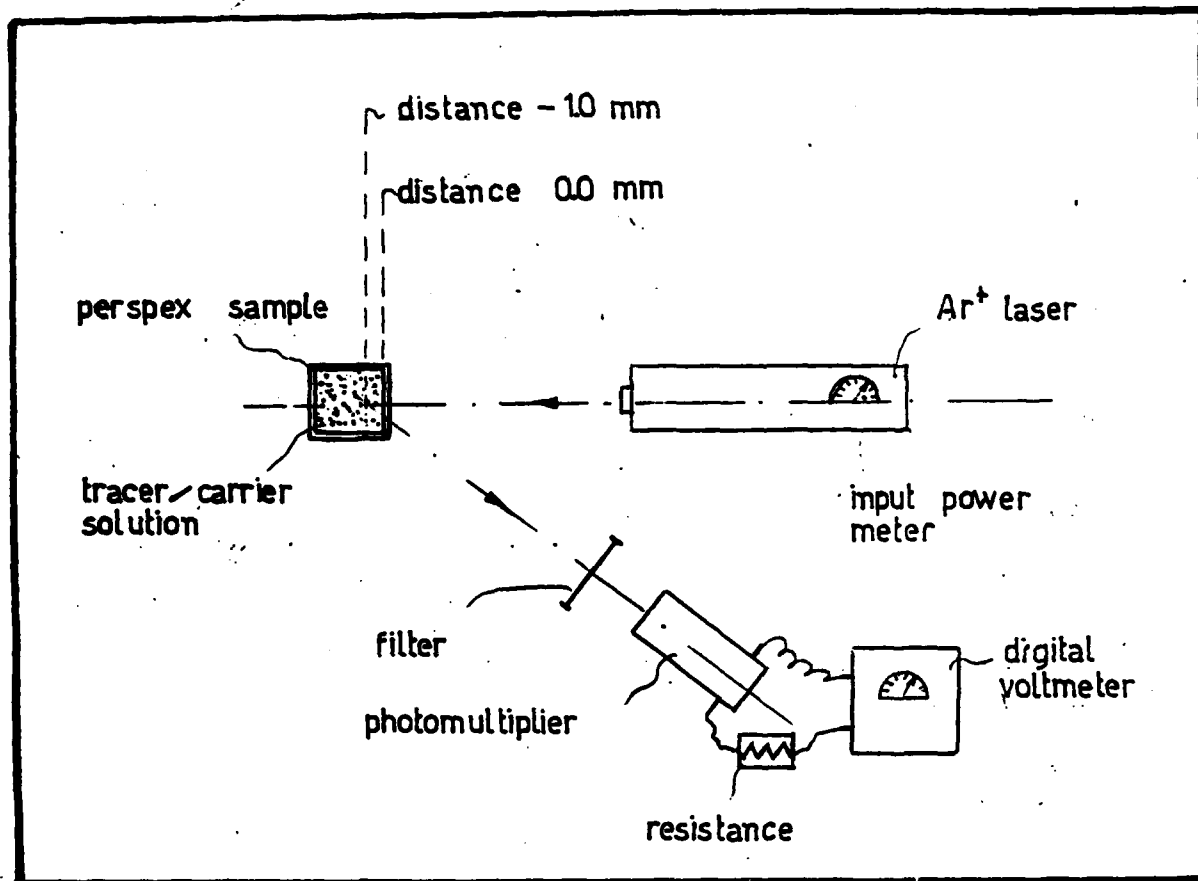 distance - 1.0 mm
distance 0.0 mm
perspex sample
Ar+ laser
tracer/carrier
solution
input power
meter
filter
digital
voltmeter
photomultiplier
resistance